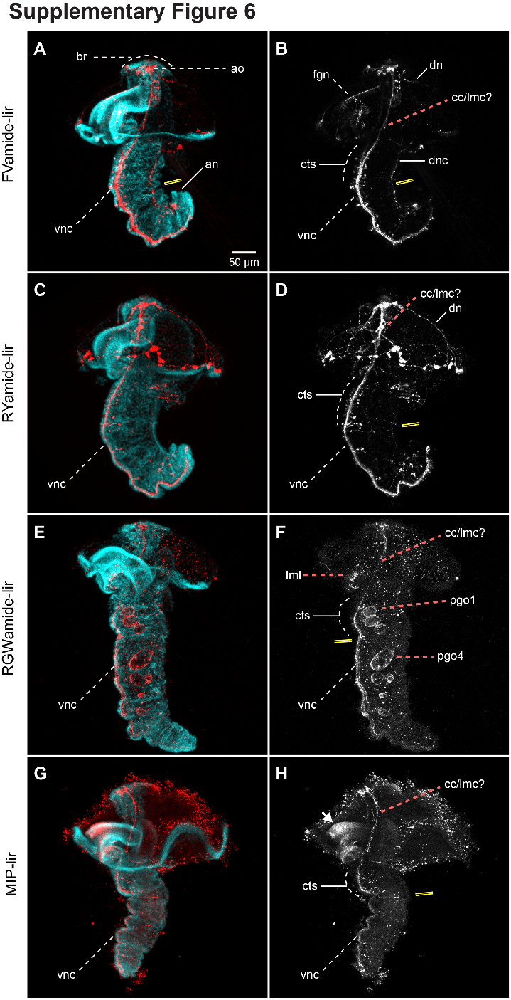 Supplementary Figure 6
FVamide-lir
A
br
ao
an
vnc
50 µm
B
fgn
dn
cc/lmc?
cts
dnc
vnc
RYamide-lir
C
vnc
D
cc/lmc?
dn
cts
vnc
RGWamide-lir
E
vnc
F
cc/lmc?
lml
pgo1
cts
pgo4
vnc
MIP-lir
G
vnc
H
cc/lmc?
cts
vnc